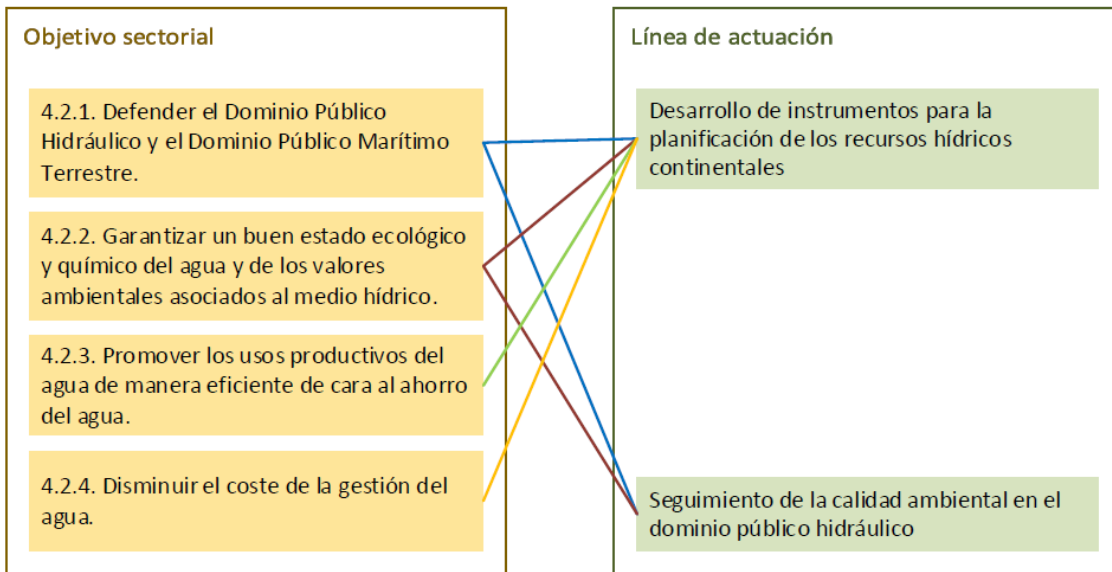 Objetivo sectorial
4.2.1. Defender el Dominio Público
Hidráulico y el Dominio Público Marítimo
Terrestre.
4.2.2. Garantizar un buen estado ecológico
y químico del agua y de los valores
ambientales asociados al medio hídrico.
4.2.3. Promover los usos productivos del
agua de manera eficiente de cara al ahorro
del agua.
4.2.4. Disminuir el coste de la gestión del
agua.
Línea de actuación
Desarrollo de instrumentos para la
planificación de los recursos hídricos
continentales
Seguimiento de la calidad ambiental en el
dominio público hidráulico